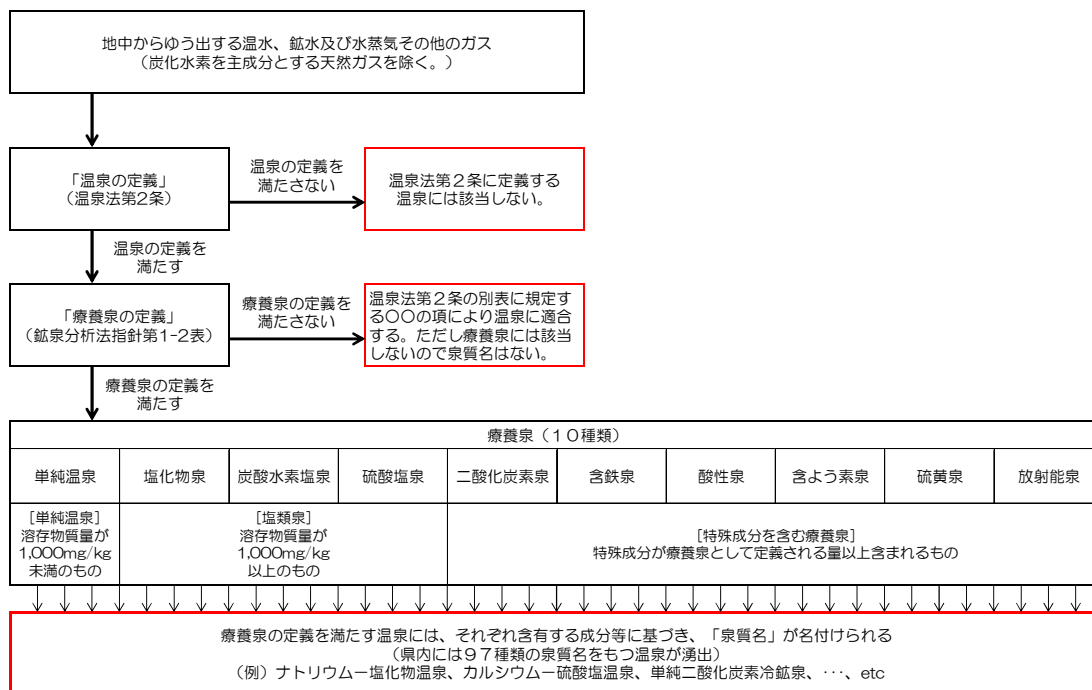 地中からゆう出する温水、鉱水及び水蒸気その他のガス
（炭化水素を主成分とする天然ガスを除く。）
「温泉の定義」
（温泉法第2条）
温泉の定義を
満たさない
温泉法第２条に定義する
温泉には該当しない。
温泉の定義を
満たす
「療養泉の定義」
（鉱泉分析法指針第1-2表）
療養泉の定義を
満たさない
温泉法第２条の別表に規定す
る〇〇の項により温泉に適合
する。ただし療養泉には該当
しないので泉質名はない。
療養泉の定義を
満たす
療養泉（１０種類）
単純温泉
塩化物泉
炭酸水素塩泉
硫酸塩泉
二酸化炭素泉
含鉄泉
酸性泉
含よう素泉
硫黄泉
放射能泉
［単純温泉］
溶存物質量が
1,000mg/kg
未満のもの
［塩類泉］
溶存物質量が
1,000mg/kg
以上のもの
［特殊成分を含む療養泉］
特殊成分が療養泉として定義される量以上含まれるもの
療養泉の定義を満たす温泉には、それぞれ含有する成分等に基づき、「泉質名」が名付けられる
（県内には９７種類の泉質名をもつ温泉が湧出）
（例）ナトリウムー塩化物温泉、カルシウムー硫酸塩温泉、単純二酸化炭素冷鉱泉、･･･、etc